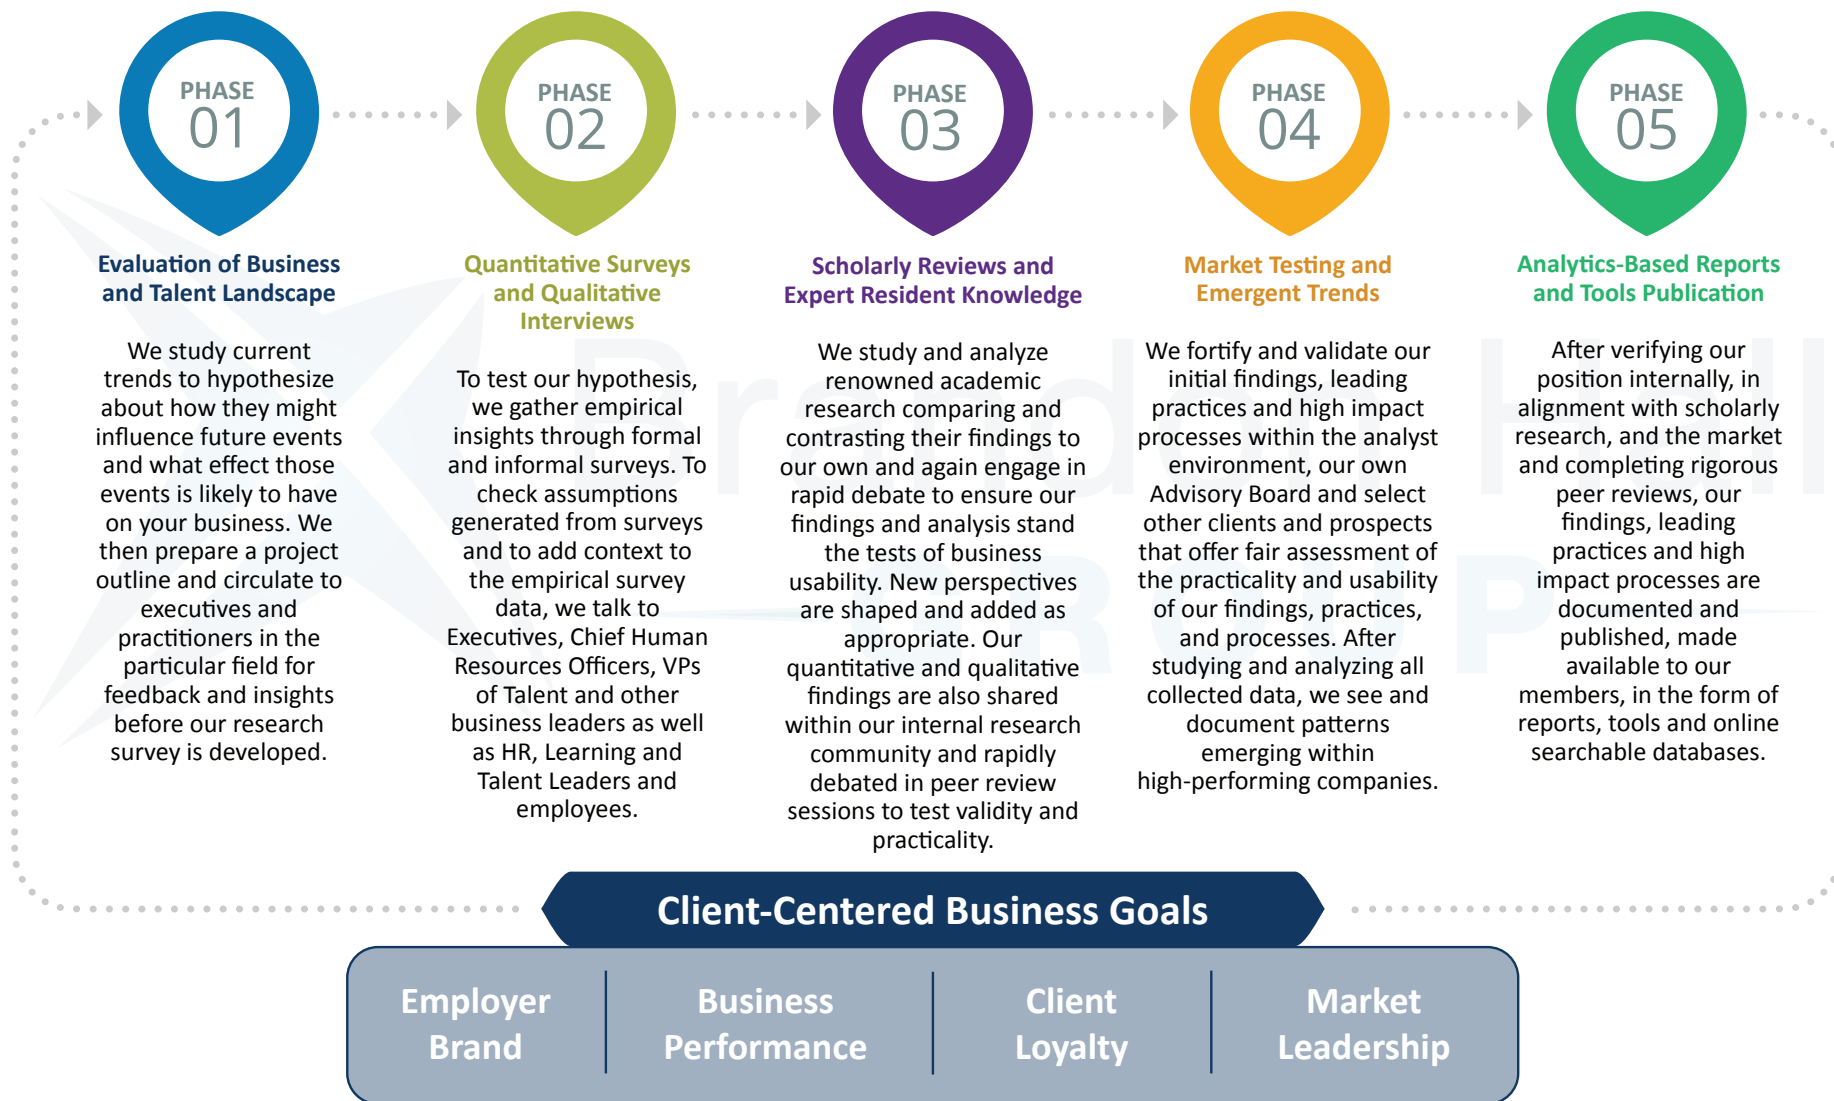 PHASE
01
Evaluation of Business
and Talent Landscape
We study current
trends to hypothesize
about how they might
influence future events
and what effect those
events is likely to have
on your business. We
then prepare a project
outline and circulate to
executives and
practitioners in the
particular field for
feedback and insights
before our research
survey is developed.
PHASE
02
Quantitative Surveys
and Qualitative
Interviews
To test our hypothesis,
we gather empirical
insights through formal
and informal surveys. To
check assumptions
generated from surveys
and to add context to
the empirical survey
data, we talk to
Executives, Chief Human
Resources Officers, VPs
of Talent and other
business leaders as well
as HR, Learning and
Talent Leaders and
employees.
PHASE
03
Scholarly Reviews and
Expert Resident Knowledge
We study and analyze
renowned academic
research comparing and
contrasting their findings to
our own and again engage in
rapid debate to ensure our
findings and analysis stand
the tests of business
usability. New perspectives
are shaped and added as
appropriate. Our
quantitative and qualitative
findings are also shared
within our internal research
community and rapidly
debated in peer review
sessions to test validity and
practicality.
PHASE
04
Market Testing and
Emergent Trends
We fortify and validate our
initial findings, leading
practices and high impact
processes within the analyst
environment, our own
Advisory Board and select
other clients and prospects
that offer fair assessment of
the practicality and usability
of our findings, practices,
and processes. After
studying and analyzing all
collected data, we see and
document patterns
emerging within
high-performing companies.
PHASE
05
Analytics-Based Reports
and Tools Publication
After verifying our
position internally, in
alignment with scholarly
research, and the market
and completing rigorous
peer reviews, our
findings, leading
practices and high
impact processes are
documented and
published, made
available to our
members, in the form of
reports, tools and online
searchable databases.
Brandon Hall
GROUP
Client-Centered Business Goals
Employer
Brand
Business
Performance
Client
Loyalty
Market
Leadership